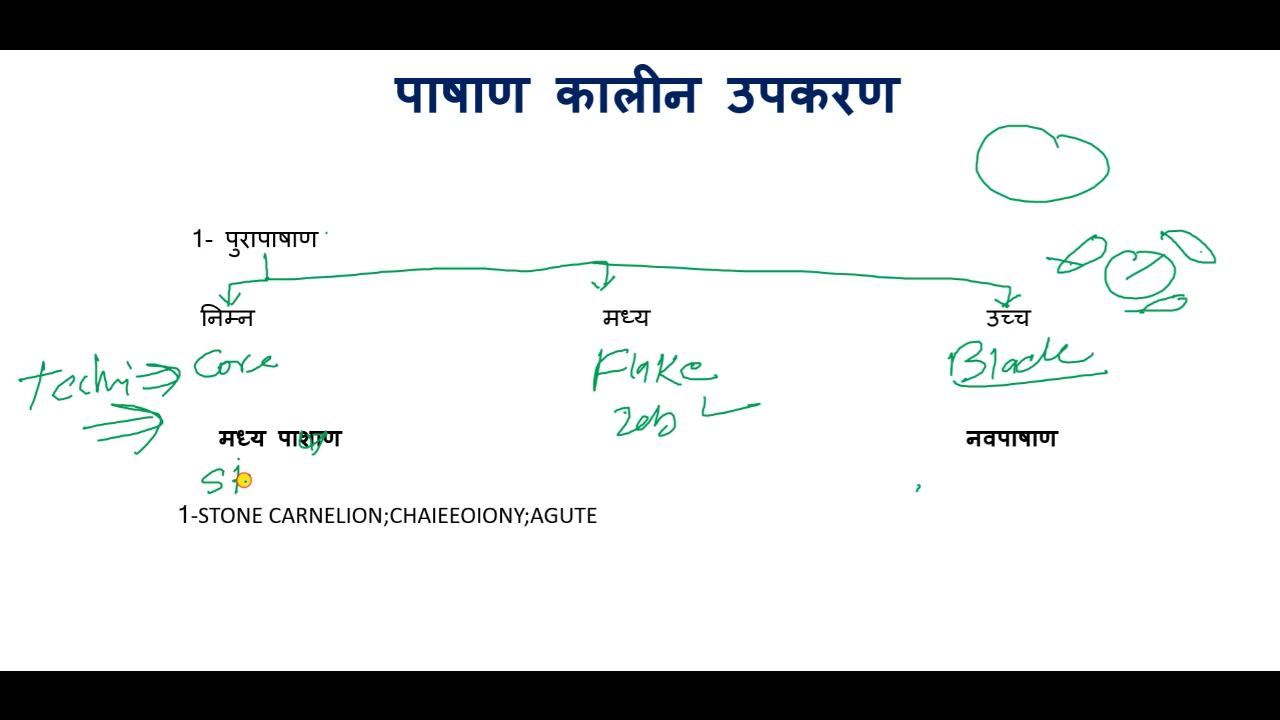 पाषाण कालीन उपकरण
1- पुरापाषाण
निम्न मध्य उच्च
Techni Core Flake Blade
मध्य पाशाण नवपाषाण
1-STONE CARNELION;CHAIEEOIONY;AGUTE